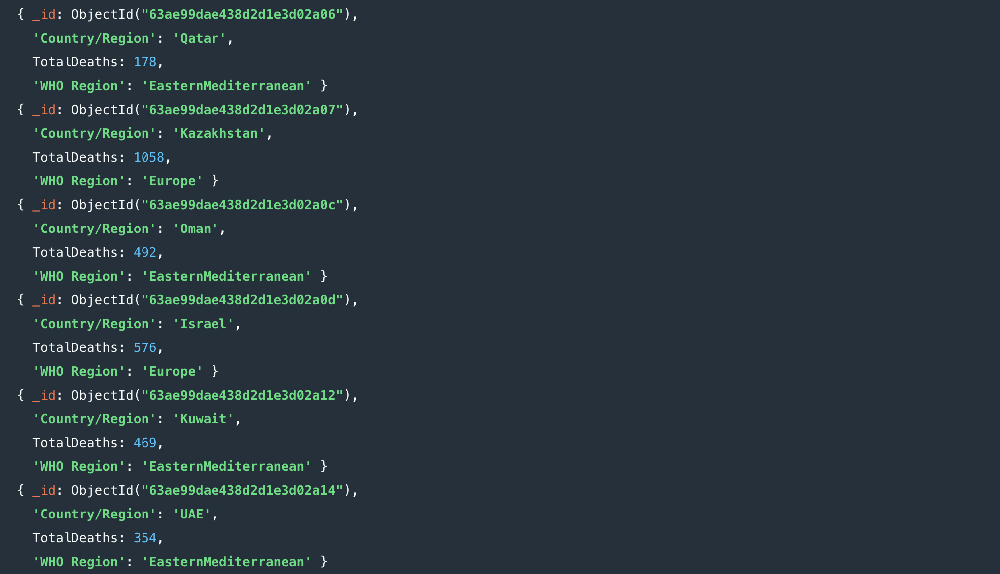 { _id: ObjectId("63ae99dae438d2d1e3d02a06"),
'Country/Region': 'Qatar',
TotalDeaths: 178,
'WHO Region': 'EasternMediterranean' }
{ _id: ObjectId("63ae99dae438d2d1e3d02a07"),
'Country/Region': 'Kazakhstan',
TotalDeaths: 1058,
'WHO Region': 'Europe' }
{ _id: ObjectId("63ae99dae438d2d1e3d02a0c"),
'Country/Region': 'Oman',
TotalDeaths: 492,
'WHO Region': 'EasternMediterranean' }
{ _id: ObjectId("63ae99dae438d2d1e3d02a0d"),
'Country/Region': 'Israel',
TotalDeaths: 576,
'WHO Region': 'Europe' }
{ _id: ObjectId("63ae99dae438d2d1e3d02a12"),
'Country/Region': 'Kuwait',
TotalDeaths: 469,
'WHO Region': 'EasternMediterranean' }
{ _id: ObjectId("63ae99dae438d2d1e3d02a14"),
'Country/Region': 'UAE',
TotalDeaths: 354,
'WHO Region': 'EasternMediterranean' }